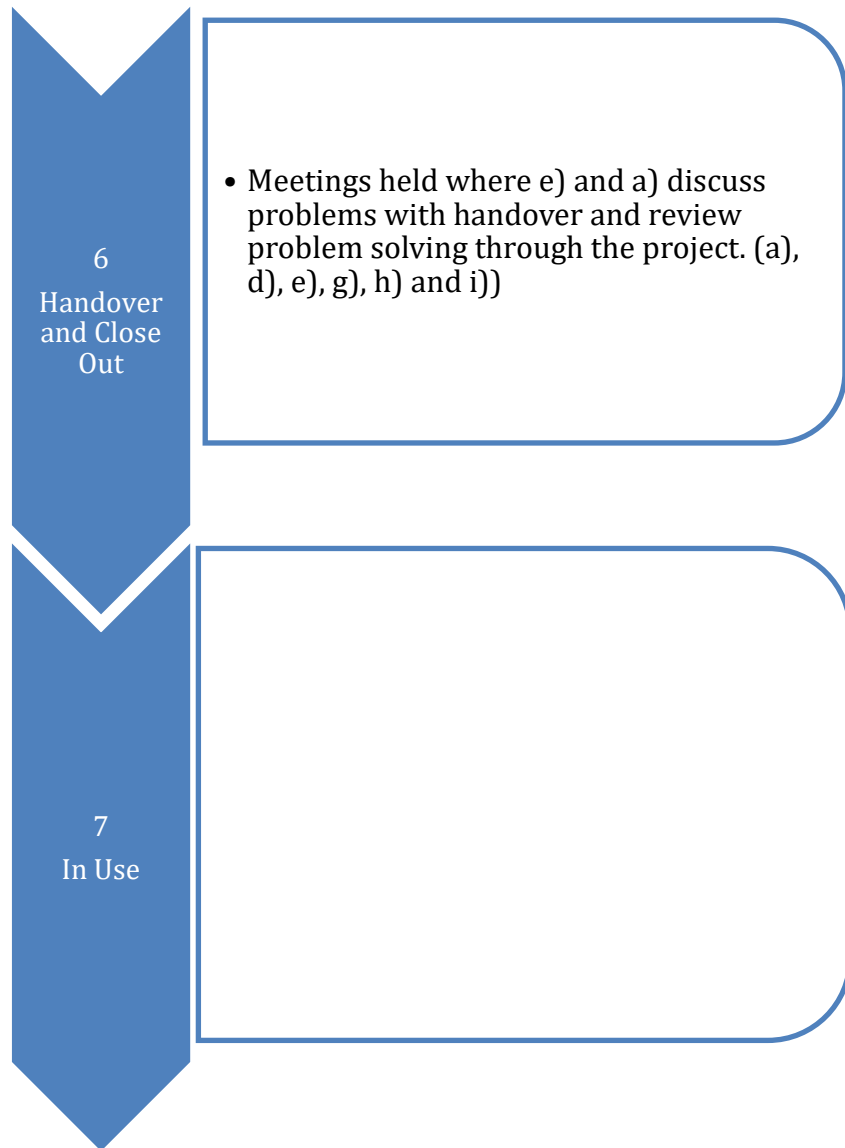 6
Handover
and Close
Out
• Meetings held where e) and a) discuss
problems with handover and review
problem solving through the project. (a),
d), e), g), h) and i))
7
In Use